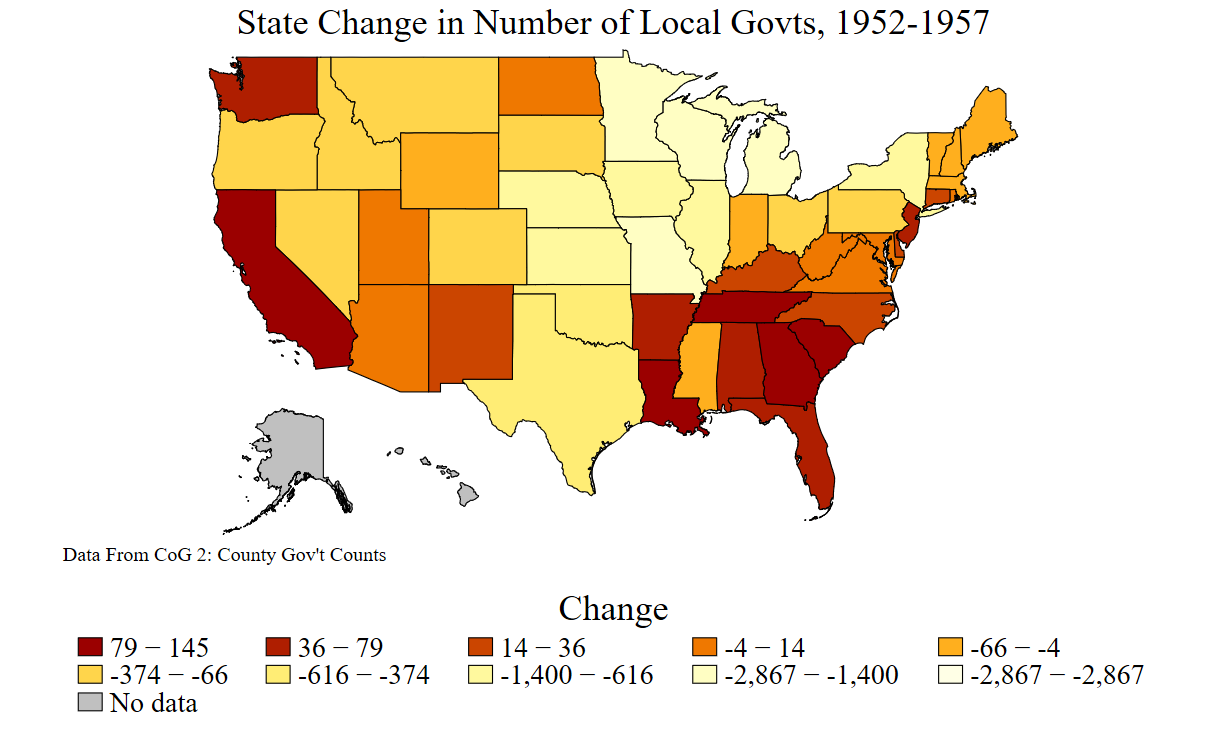 State Change in Number of Local Govts, 1952-1957
Data From CoG 2: County Gov't Counts
Change
79 − 145 36 − 79 14 − 36 -4 − 14 -66 − -4
-374 − -66 -616 − -374 -1,400 − -616 -2,867 − -1,400 -2,867 − -2,867
No data